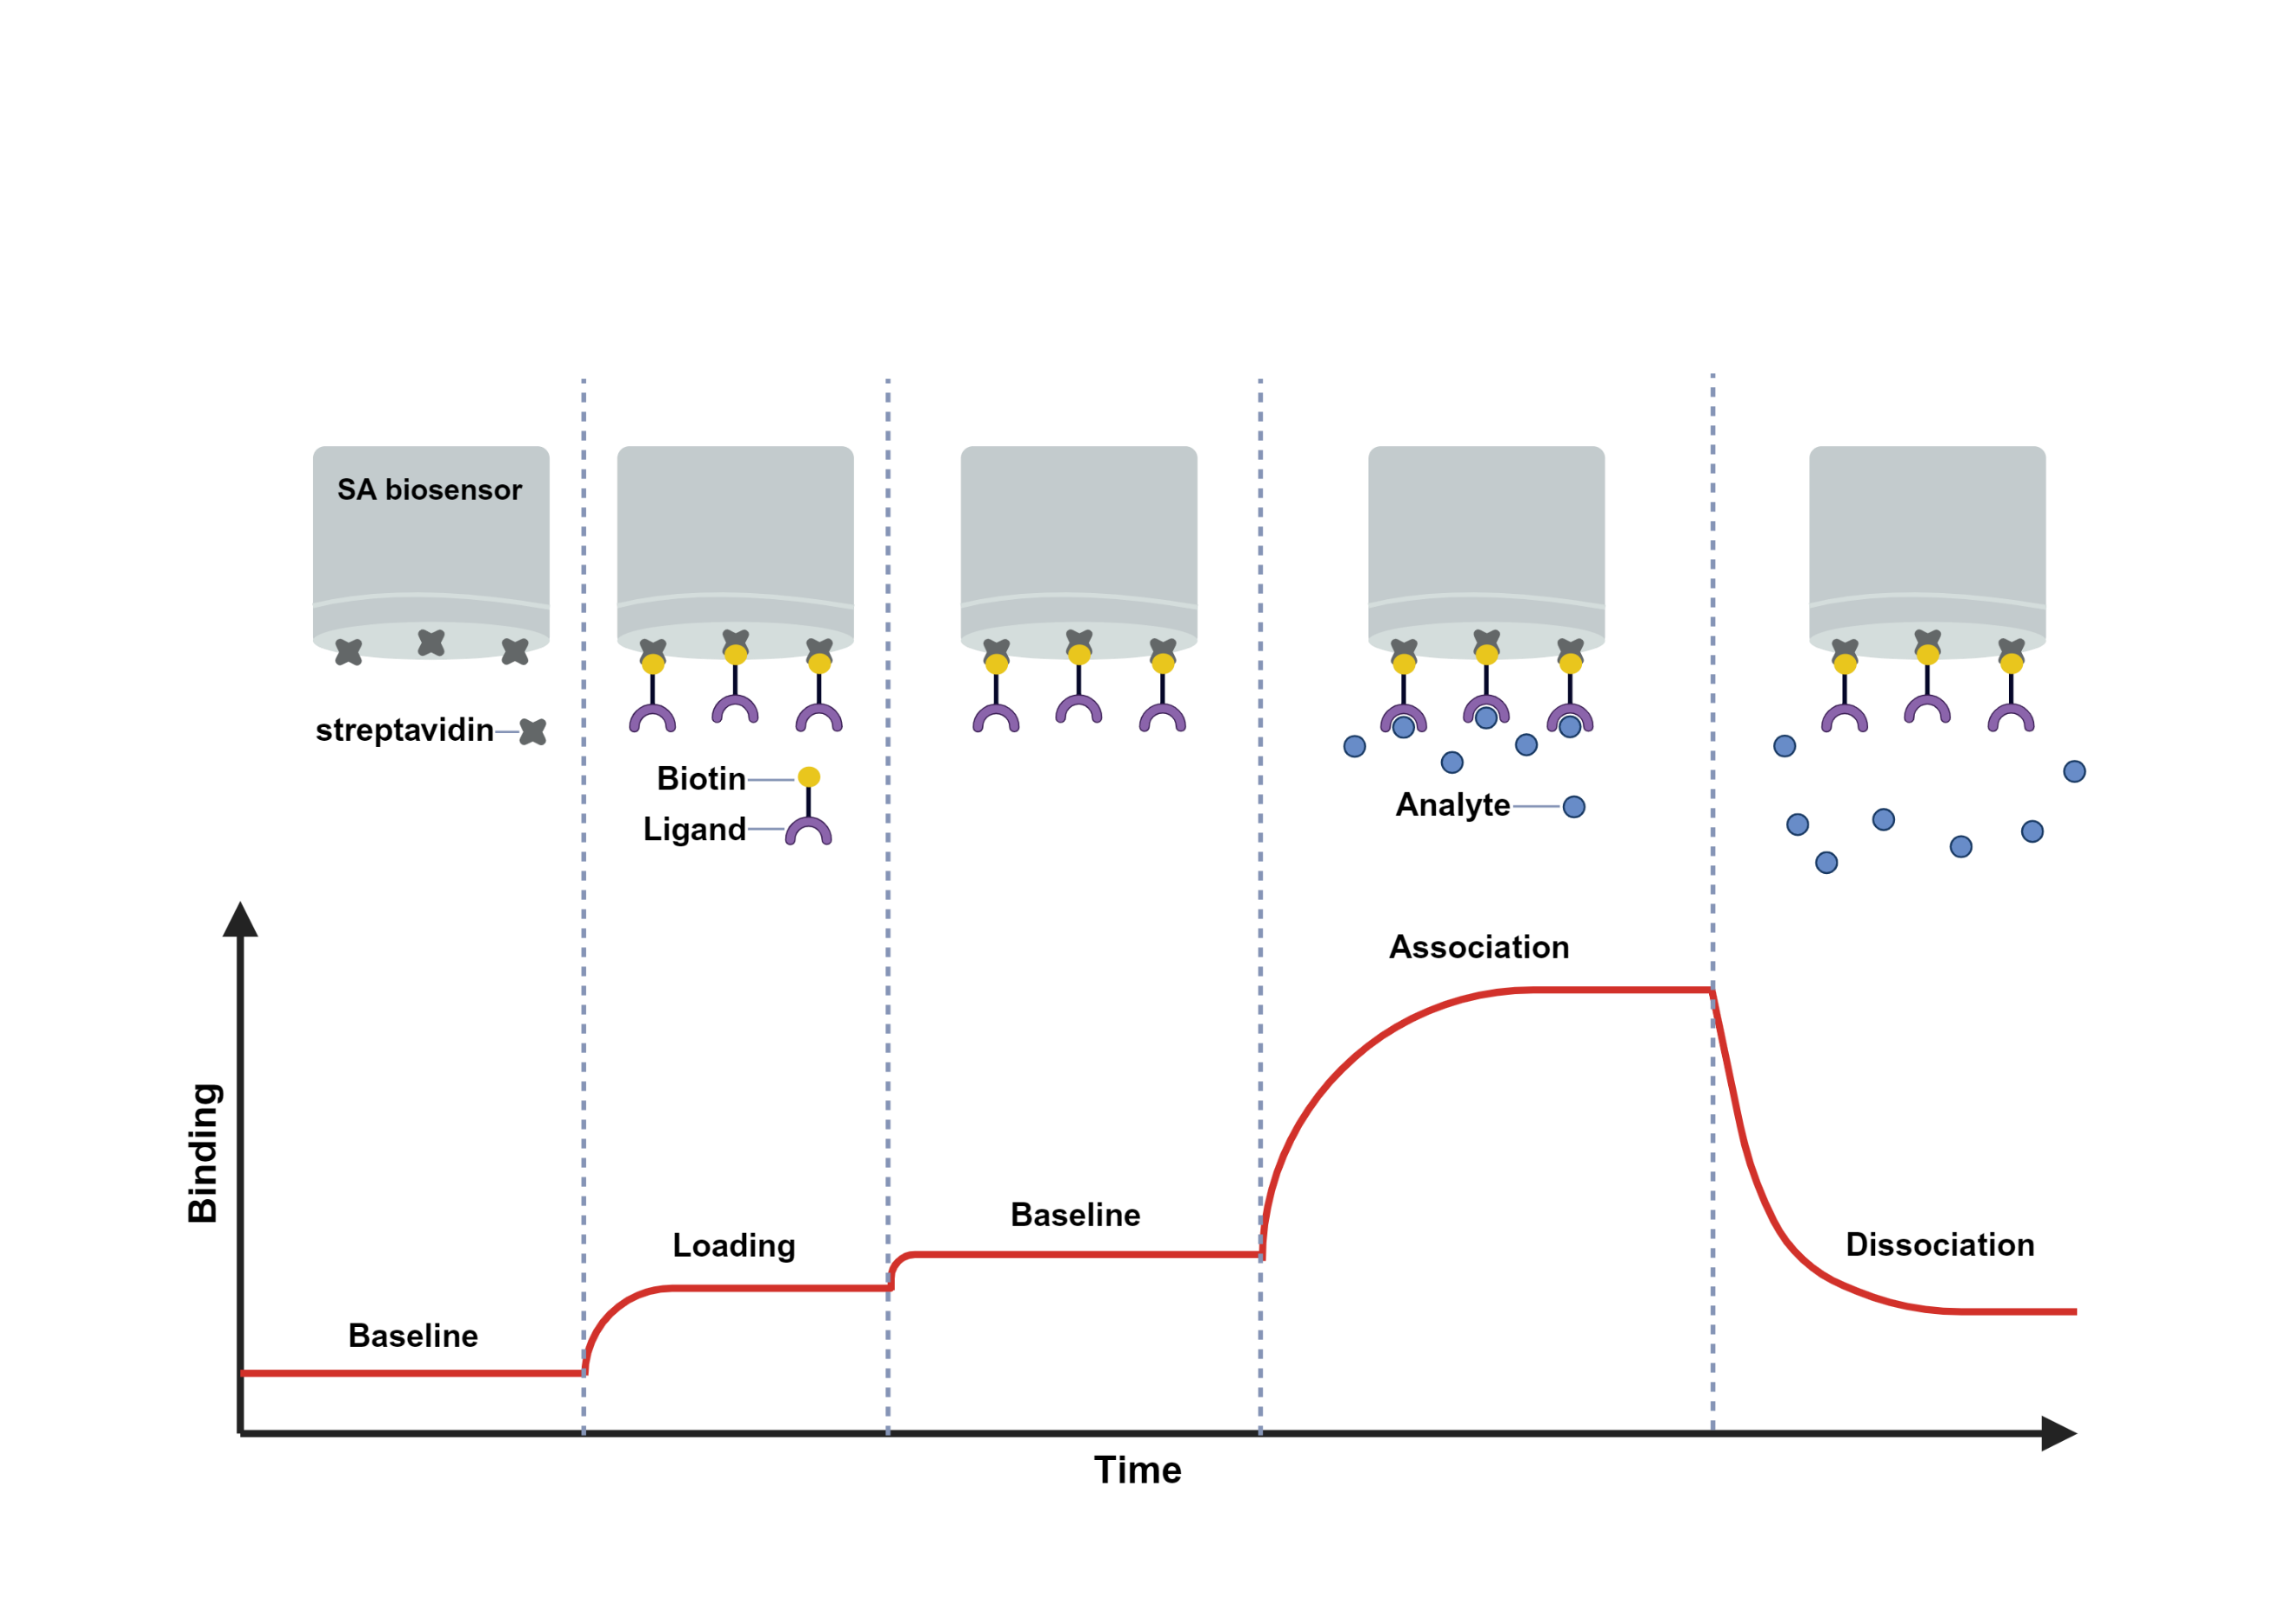 SA biosensor
streptavidin
Biotin
Ligand
Analyte
Association
Binding
Baseline
Loading
Baseline
Dissociation
Time